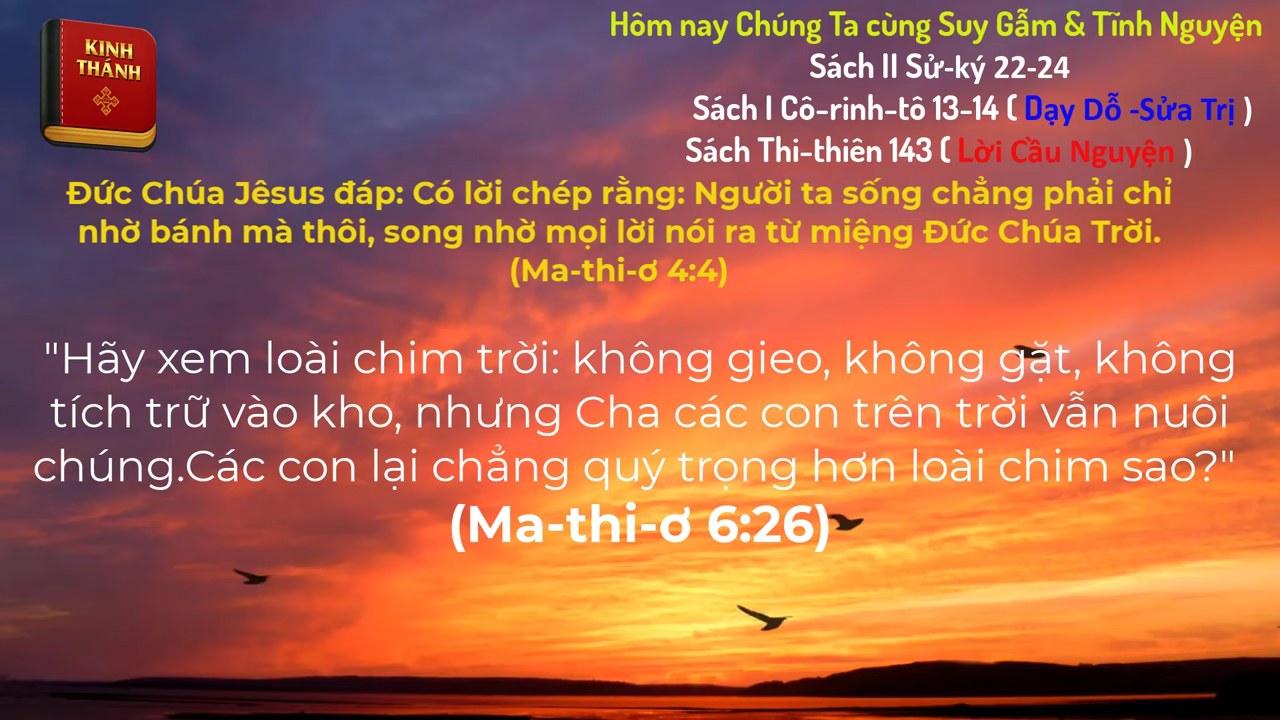 KINH
THÁNH
Hôm nay Chúng Ta cùng Suy Gẫm & Tĩnh Nguyện
Sách II Sử-ký 22-24
Sách I Cô-rinh-tô 13-14 ( Dạy Dỗ -Sửa Trị )
Sách Thi-thiên 143 ( Lời Cầu Nguyện )
Đức Chúa Jêsus đáp: Có lời chép rằng: Người ta sống chẳng phải chỉ
nhờ bánh mà thôi, song nhờ mọi lời nói ra từ miệng Đức Chúa Trời.
(Ma-thi-ơ 4:4)
"Hãy xem loài chim trời: không gieo, không gặt, không
tích trữ vào kho, nhưng Cha các con trên trời vẫn nuôi
chúng.Các con lại chẳng quý trọng hơn loài chim sao?"
(Ma-thi-ơ 6:26)